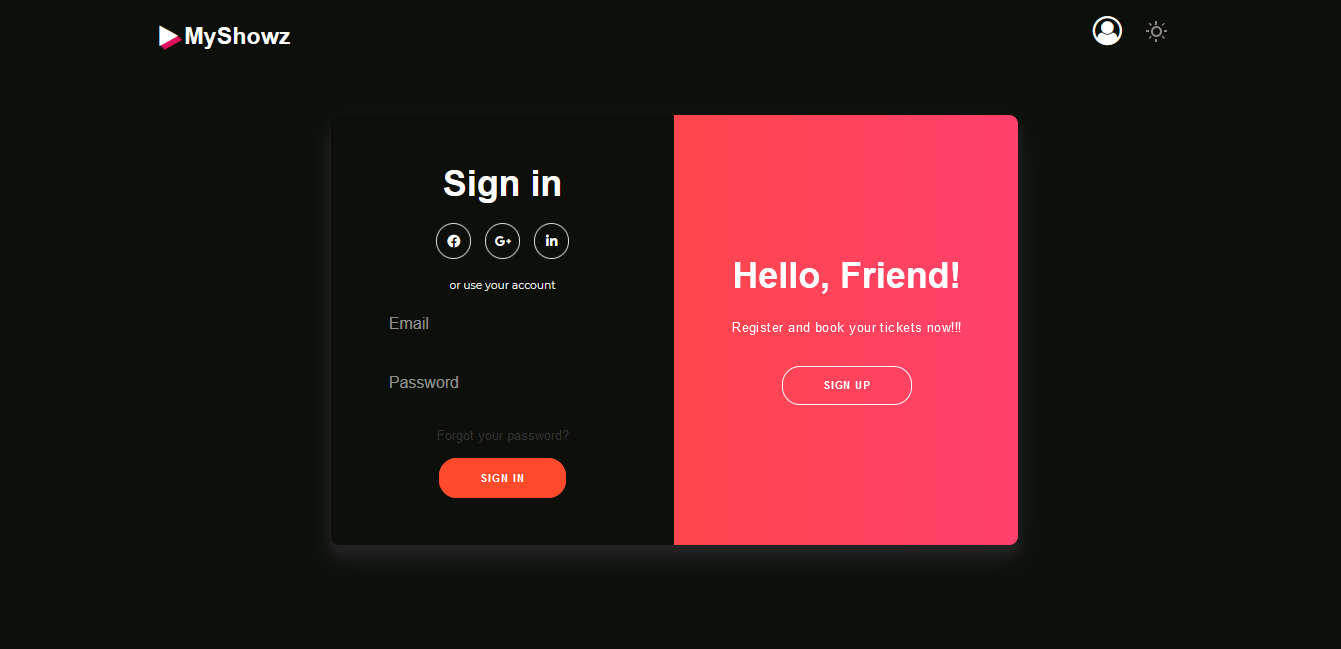 MyShowz
Sign in
G+
in
or use your account
Email
Password
Forgot your password?
SIGN IN
Hello, Friend!
Register and book your tickets now!!!
SIGN UP